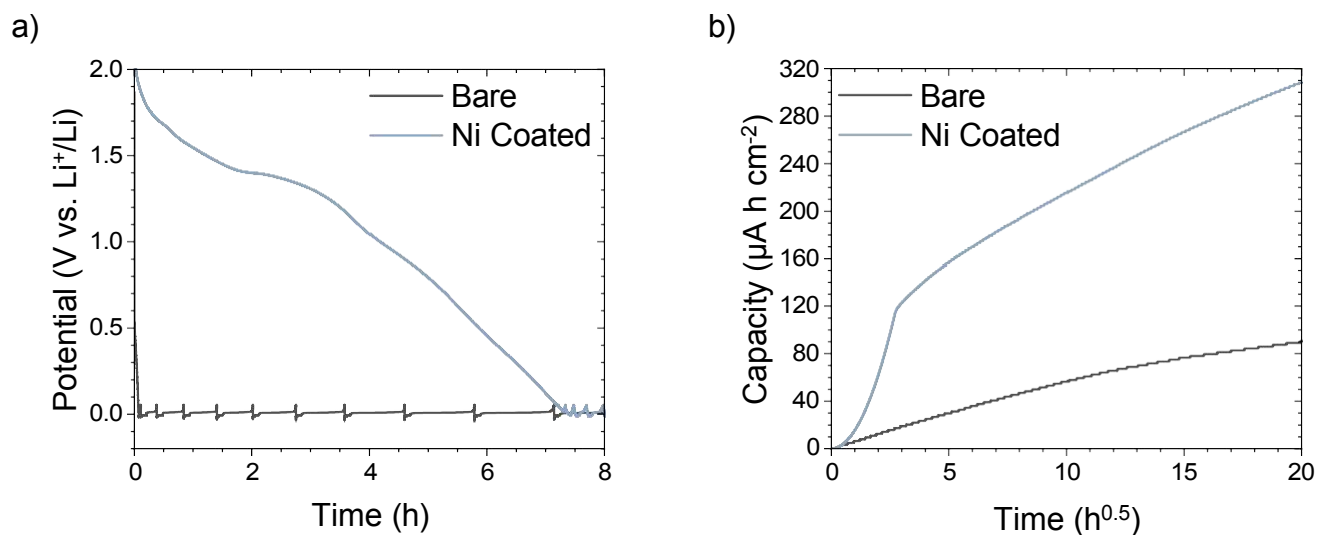 a)
2.0
1.5
1.0
0.5
0.0
Potential (V vs. Li⁺/Li)
Bare
Ni Coated
0 2 4 6 8
Time (h)
b)
320
280
240
200
160
120
80
40
0
Capacity (µA h cm⁻²)
Bare
Ni Coated
0 5 10 15 20
Time (h⁰·⁵)